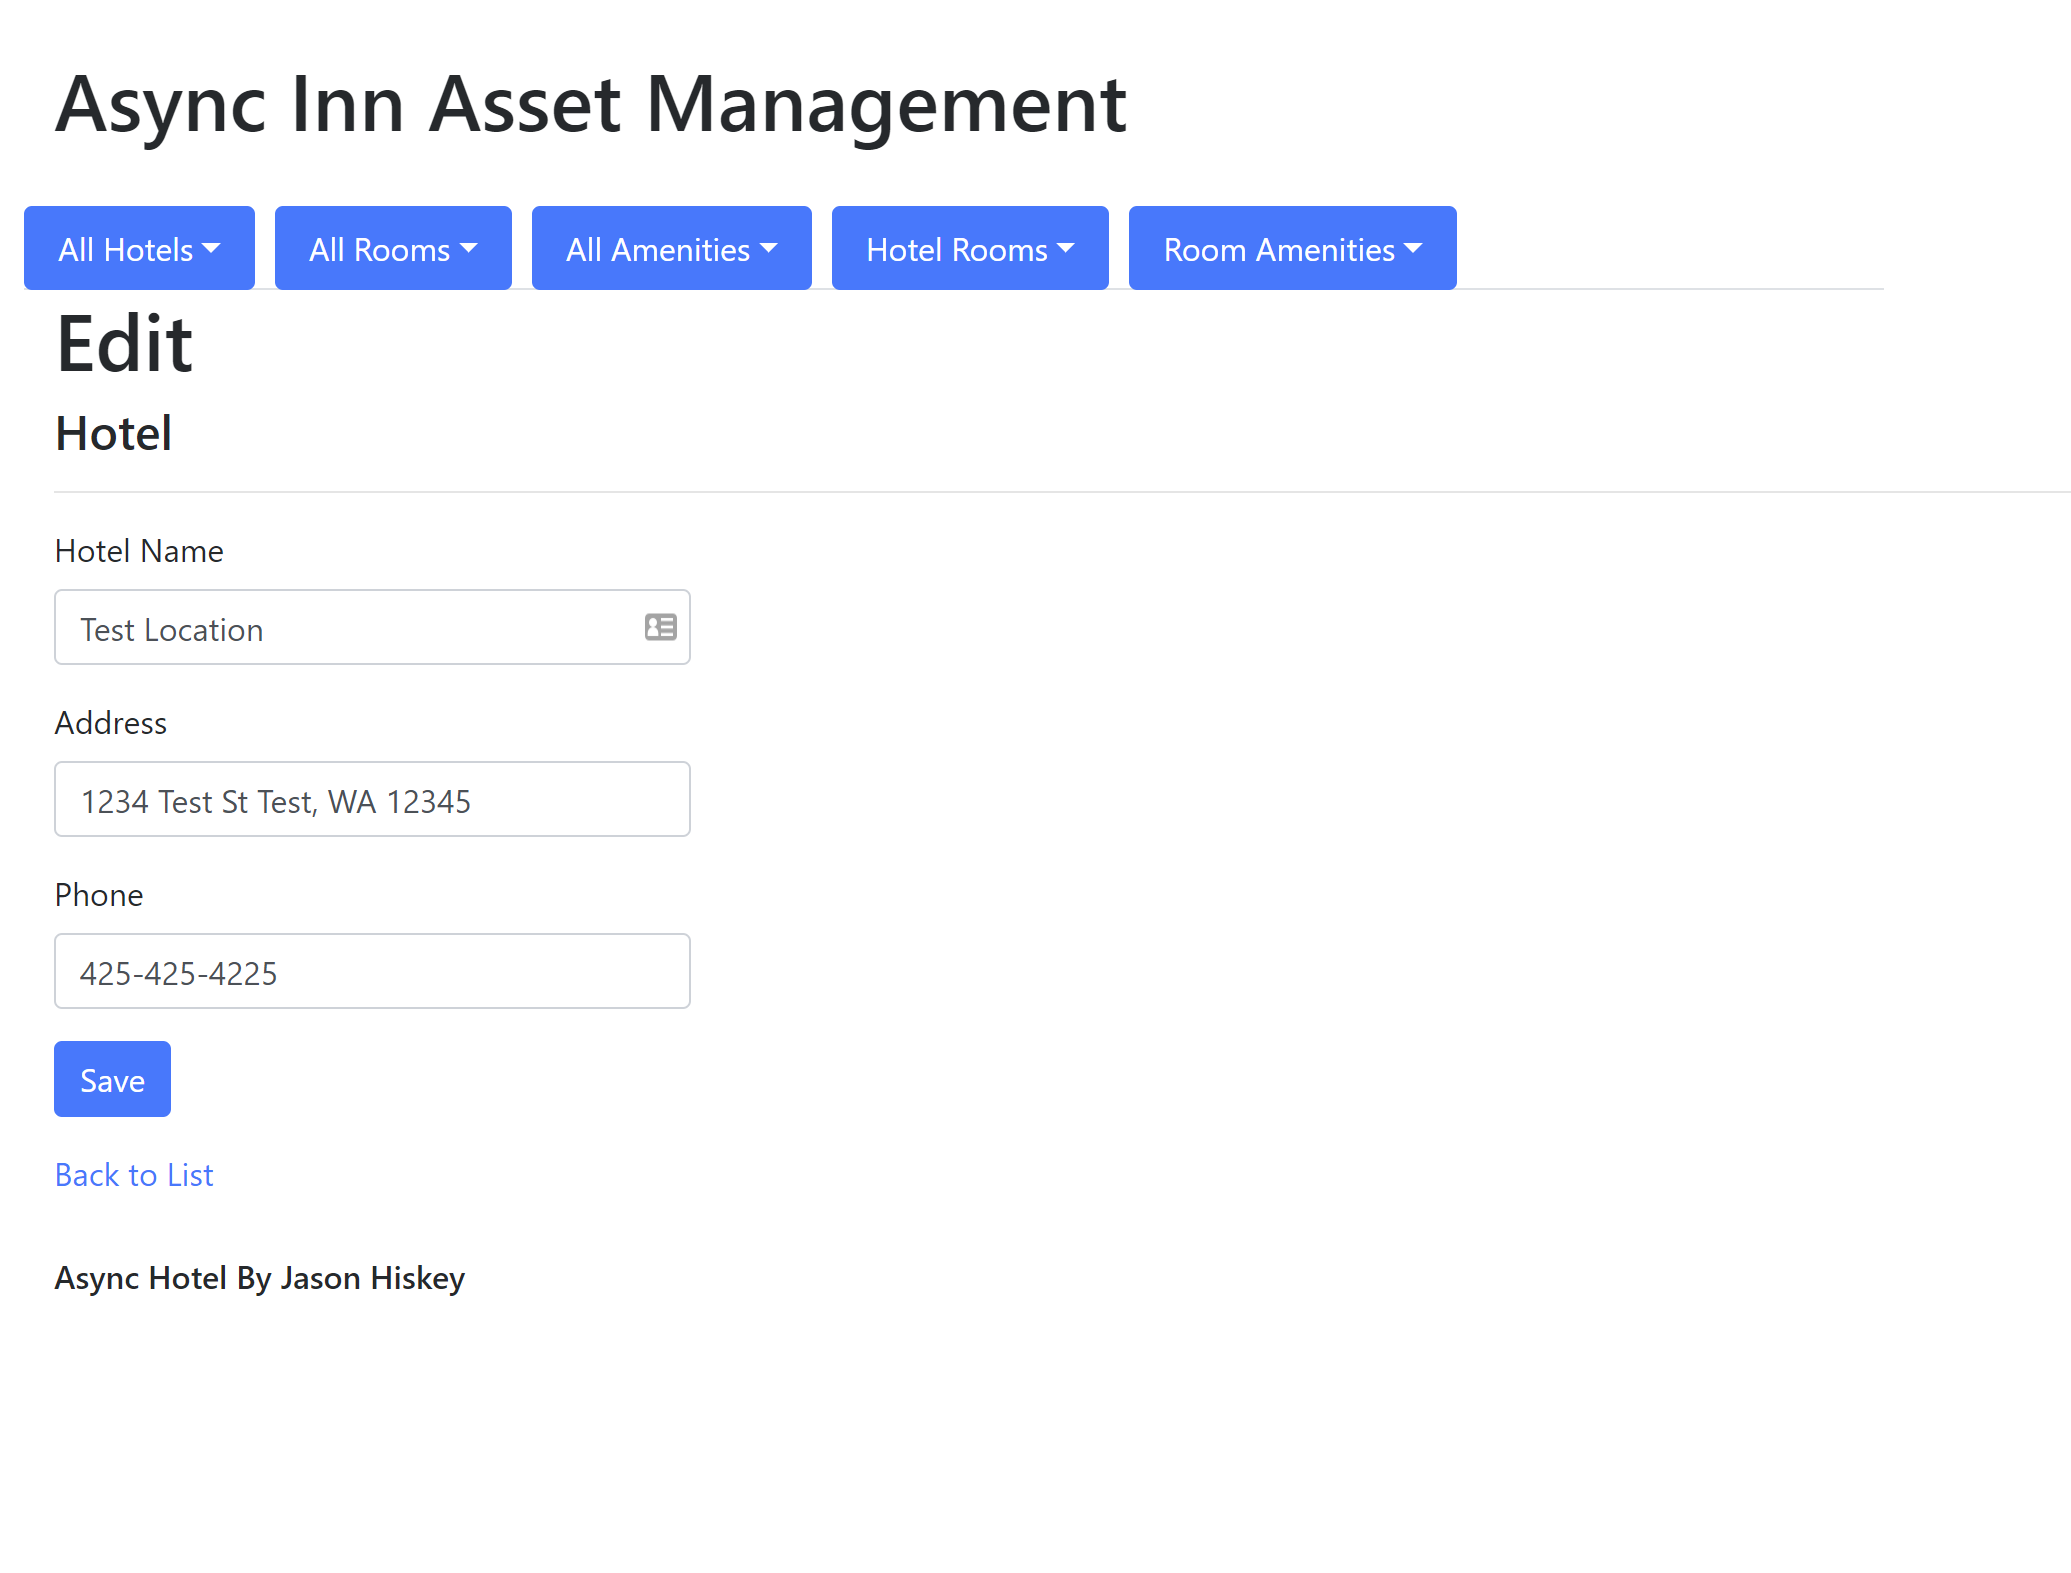 Async Inn Asset Management
All Hotels All Rooms All Amenities Hotel Rooms Room Amenities
Edit
Hotel
Hotel Name
Test Location
Address
1234 Test St Test, WA 12345
Phone
425-425-4225
Save
Back to List
Async Hotel By Jason Hiskey